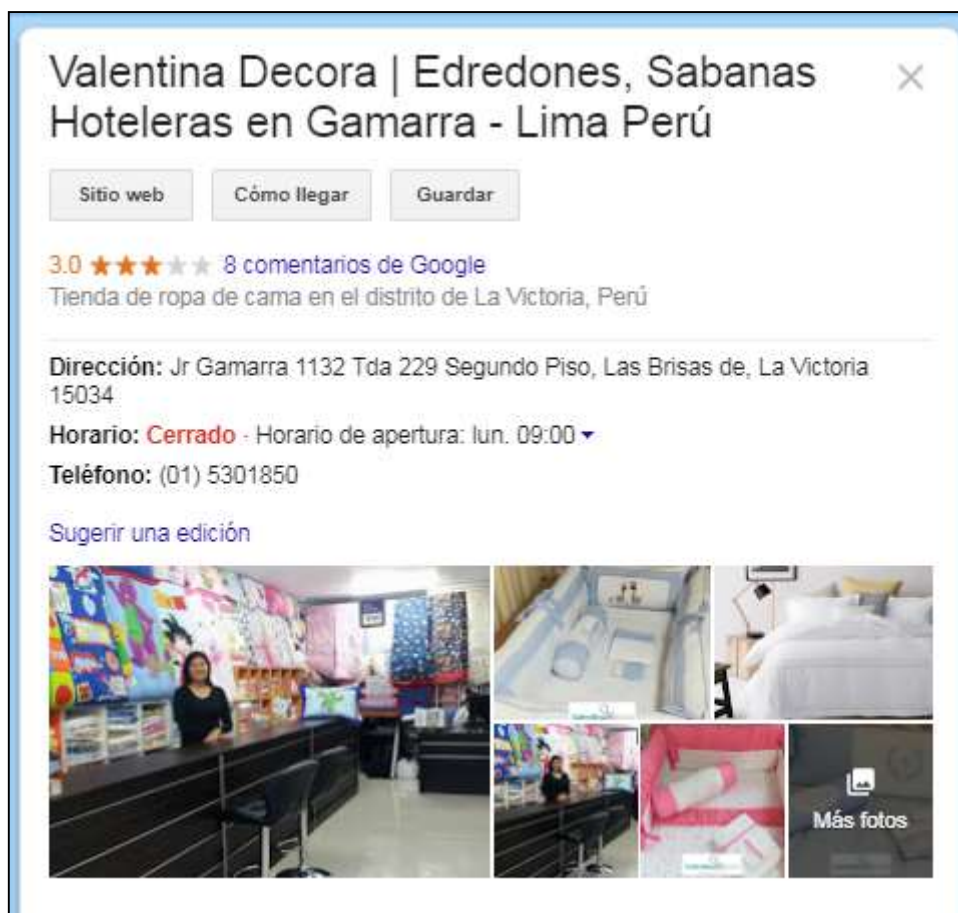 Valentina Decora | Edredones, Sabanas
Hoteleras en Gamarra - Lima Perú
Sitio web
Cómo llegar
Guardar
3.0
8 comentarios de Google
Tienda de ropa de cama en el distrito de La Victoria, Perú
Dirección: Jr Gamarra 1132 Tda 229 Segundo Piso, Las Brisas de, La Victoria
15034
Horario: Cerrado - Horario de apertura: lun. 09:00
Teléfono: (01) 5301850
Sugerir una edición
Más fotos